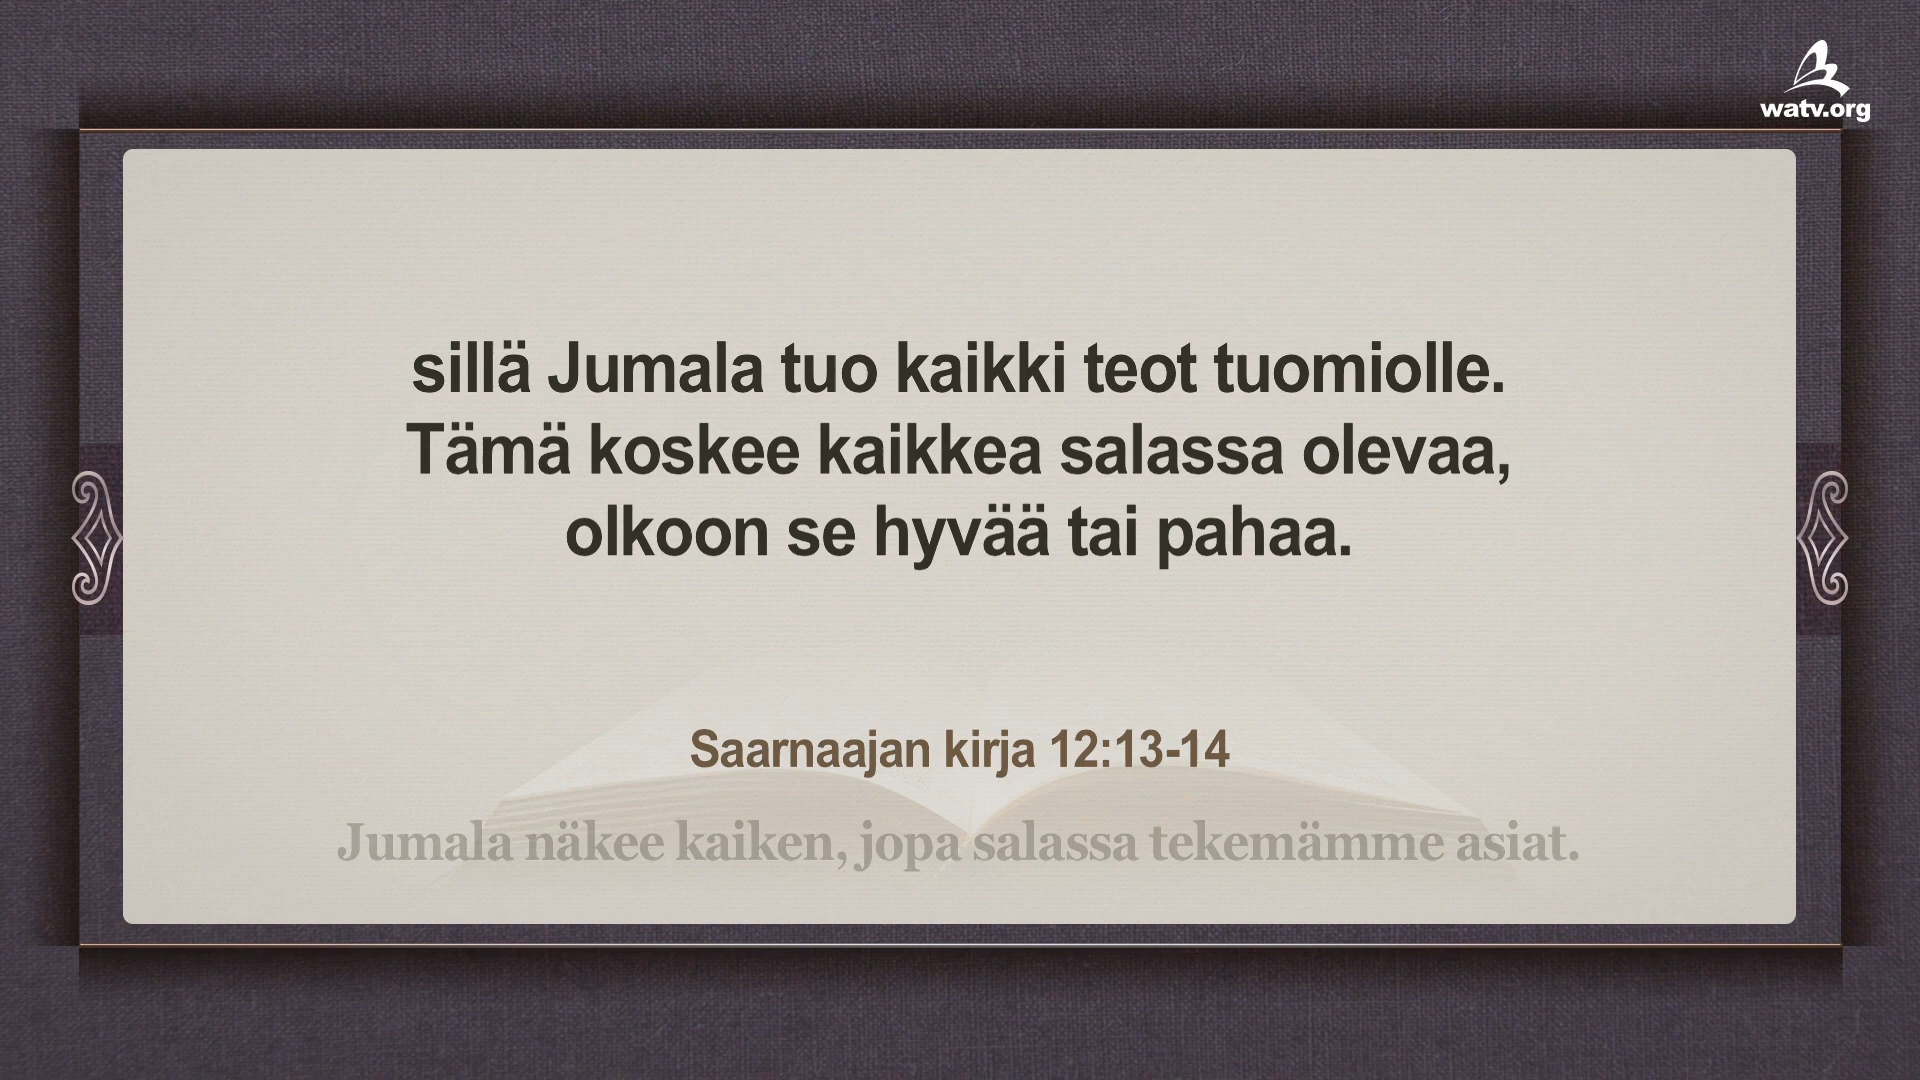 watv.org
sillä Jumala tuo kaikki teot tuomiolle.
Tämä koskee kaikkea salassa olevaa,
olkoon se hyvää tai pahaa.
Saarnaajan kirja 12:13-14
Jumala näkee kaiken, jopa salassa tekemämme asiat.